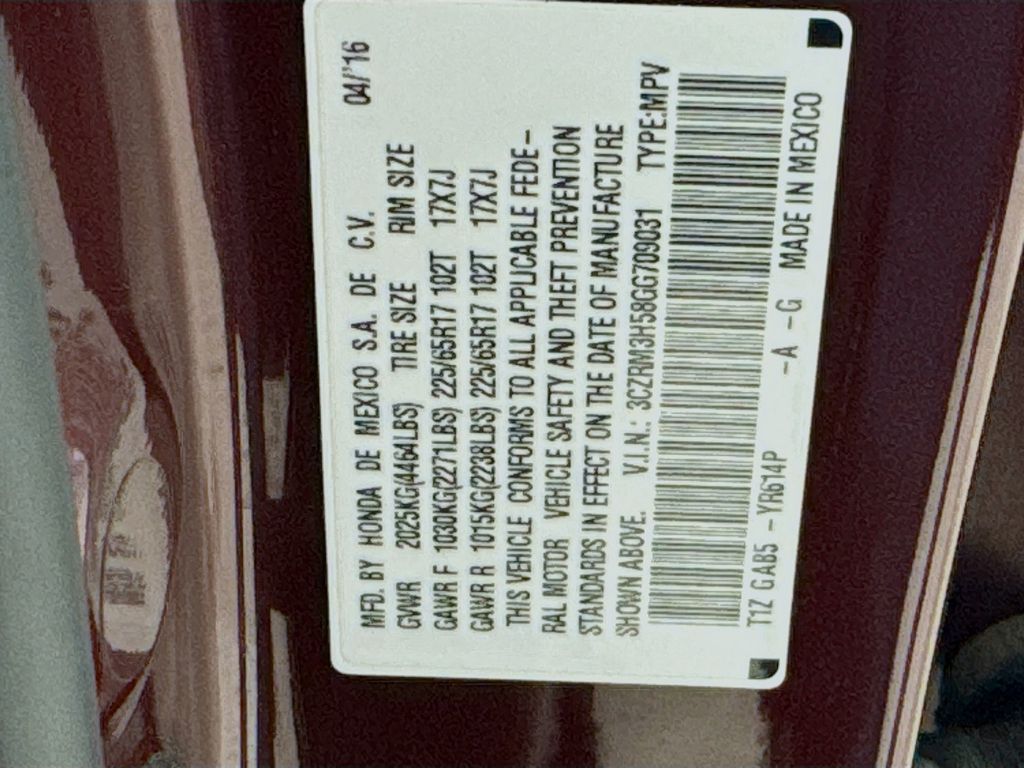 MFD. BY HONDA DE MEXICO S.A. DE C.V. 04/'16
GVWR 2025KG(4464LBS) TIRE SIZE RIM SIZE
GAWR F 1030KG(2271LBS) 225/65R17 102T 17X7J
GAWR R 1015KG(2238LBS) 225/65R17 102T 17X7J
THIS VEHICLE CONFORMS TO ALL APPLICABLE FEDE-
RAL MOTOR VEHICLE SAFETY AND THEFT PREVENTION
STANDARDS IN EFFECT ON THE DATE OF MANUFACTURE
SHOWN ABOVE. V.I.N.: 3CZRM3H58GG709031 TYPE:MPV
T1Z GAB5 -YR614P -A -G MADE IN MEXICO